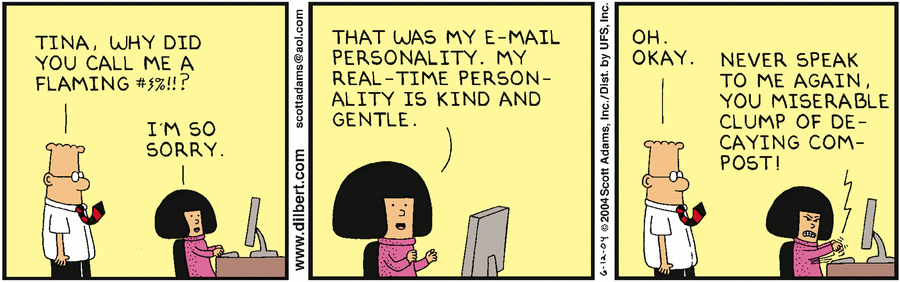 TINA, WHY DID
YOU CALL ME A
FLAMING #$%!!?
I'M SO
SORRY.
www.dilbert.com
scottadams@aol.com
THAT WAS MY E-MAIL
PERSONALITY. MY
REAL-TIME PERSON-
ALITY IS KIND AND
GENTLE.
6-12-04 © 2004 Scott Adams, Inc./Dist. by UFS, Inc.
OH.
OKAY.
NEVER SPEAK
TO ME AGAIN,
YOU MISERABLE
CLUMP OF DE-
CAYING COM-
POST!